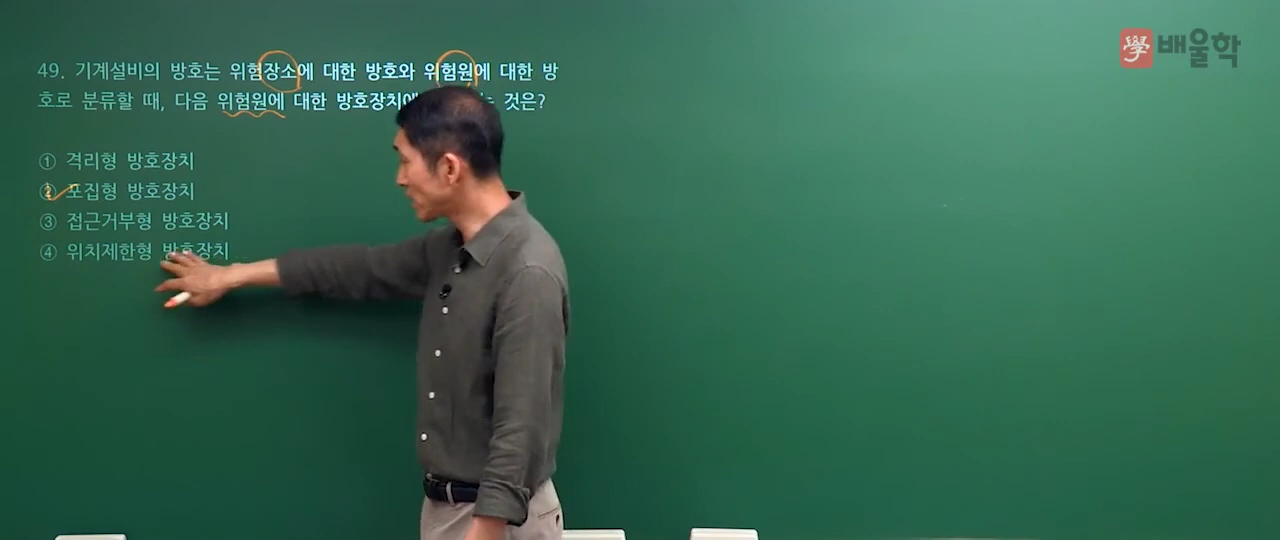 學 배울학
49. 기계설비의 방호는 위험장소에 대한 방호와 위험원에 대한 방
호로 분류할 때, 다음 위험원에 대한 방호장치에 것은?
① 격리형 방호장치
② 포집형 방호장치
③ 접근거부형 방호장치
④ 위치제한형 방호장치